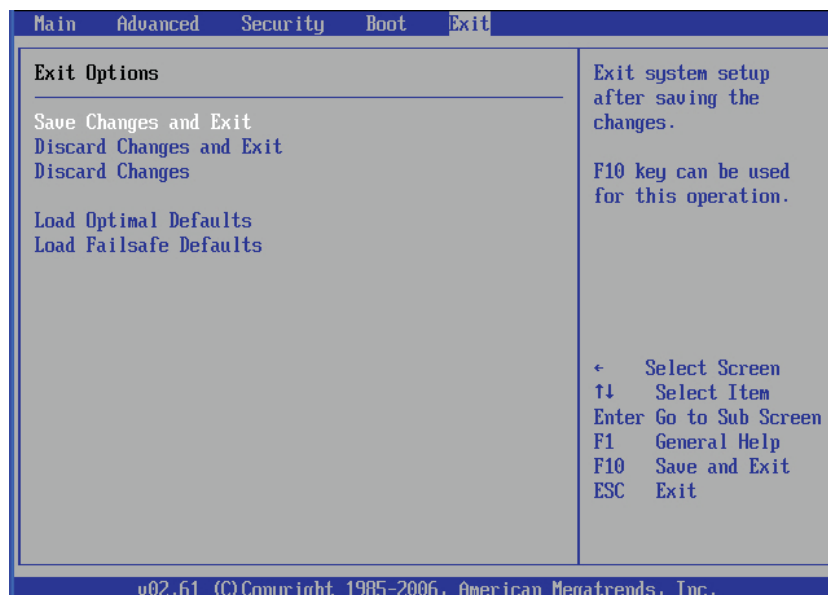 Main Advanced Security Boot Exit
Exit Options
Save Changes and Exit
Discard Changes and Exit
Discard Changes
Load Optimal Defaults
Load Failsafe Defaults
Exit system setup
after saving the
changes.
F10 key can be used
for this operation.
← Select Screen
↑↓ Select Item
Enter Go to Sub Screen
F1 General Help
F10 Save and Exit
ESC Exit
v02.61 (C)Copyright 1985-2006, American Megatrends, Inc.